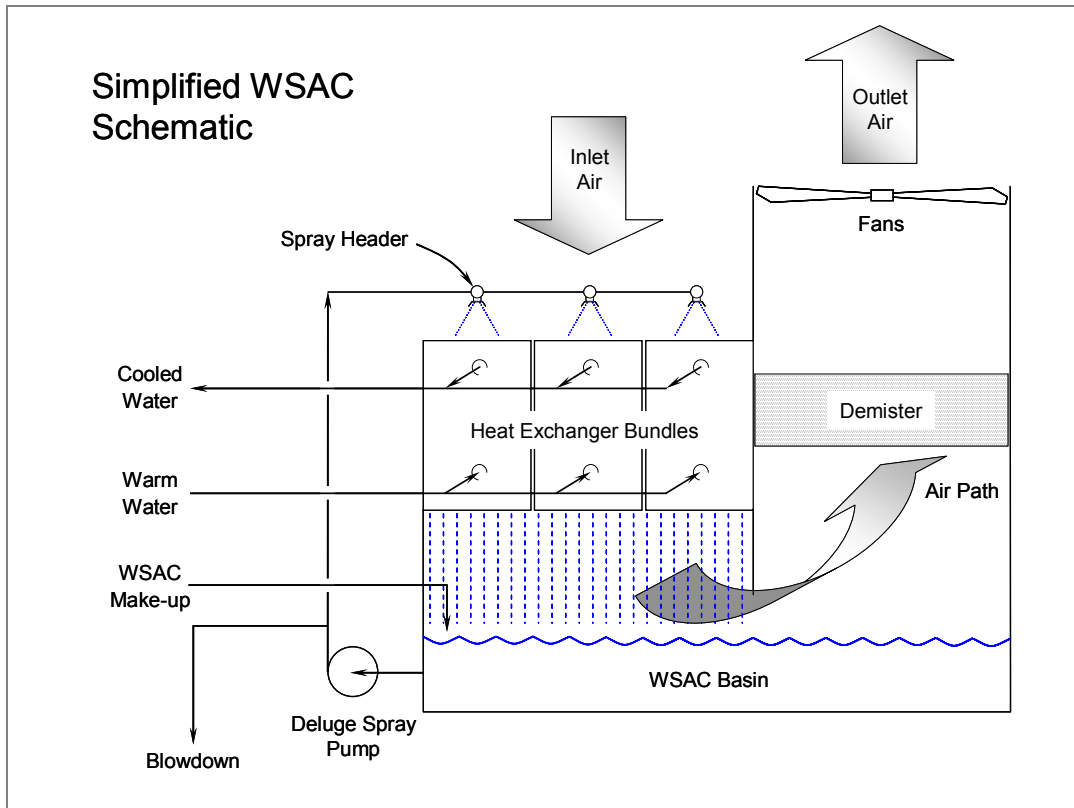 Simplified WSAC
Schematic
Outlet
Air
Inlet
Air
Fans
Spray Header
Cooled
Water
Demister
Heat Exchanger Bundles
Warm
Water
Air Path
WSAC
Make-up
WSAC Basin
Deluge Spray
Pump
Blowdown